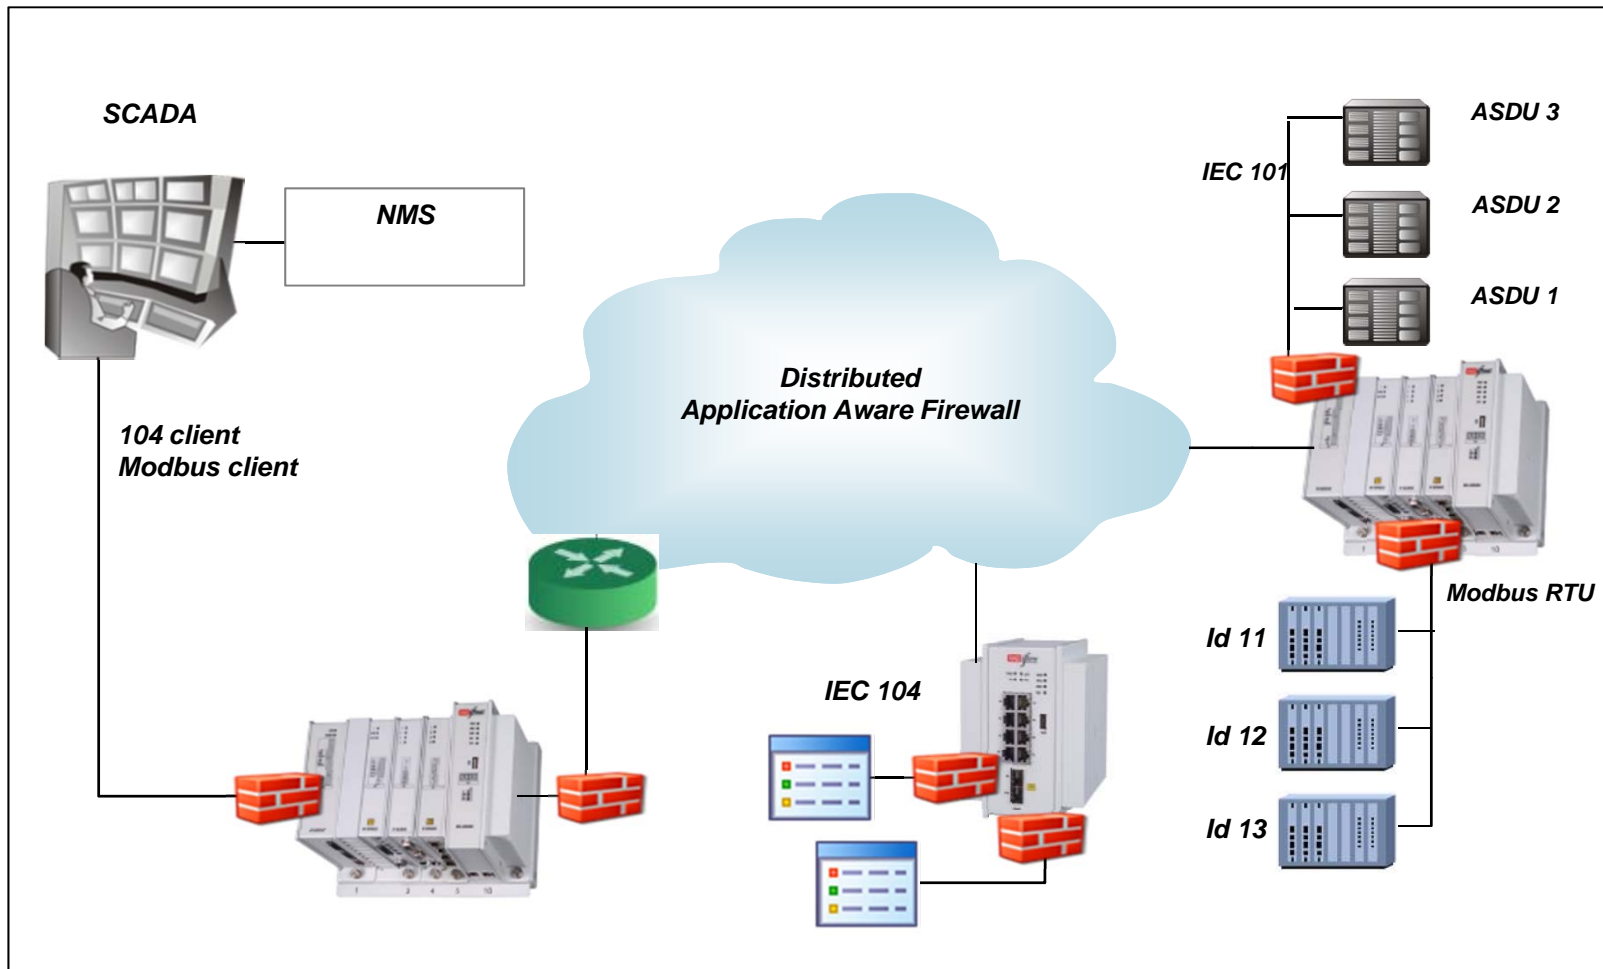 SCADA
NMS
104 client
Modbus client
Distributed
Application Aware Firewall
IEC 101
ASDU 3
ASDU 2
ASDU 1
Modbus RTU
Id 11
Id 12
Id 13
IEC 104